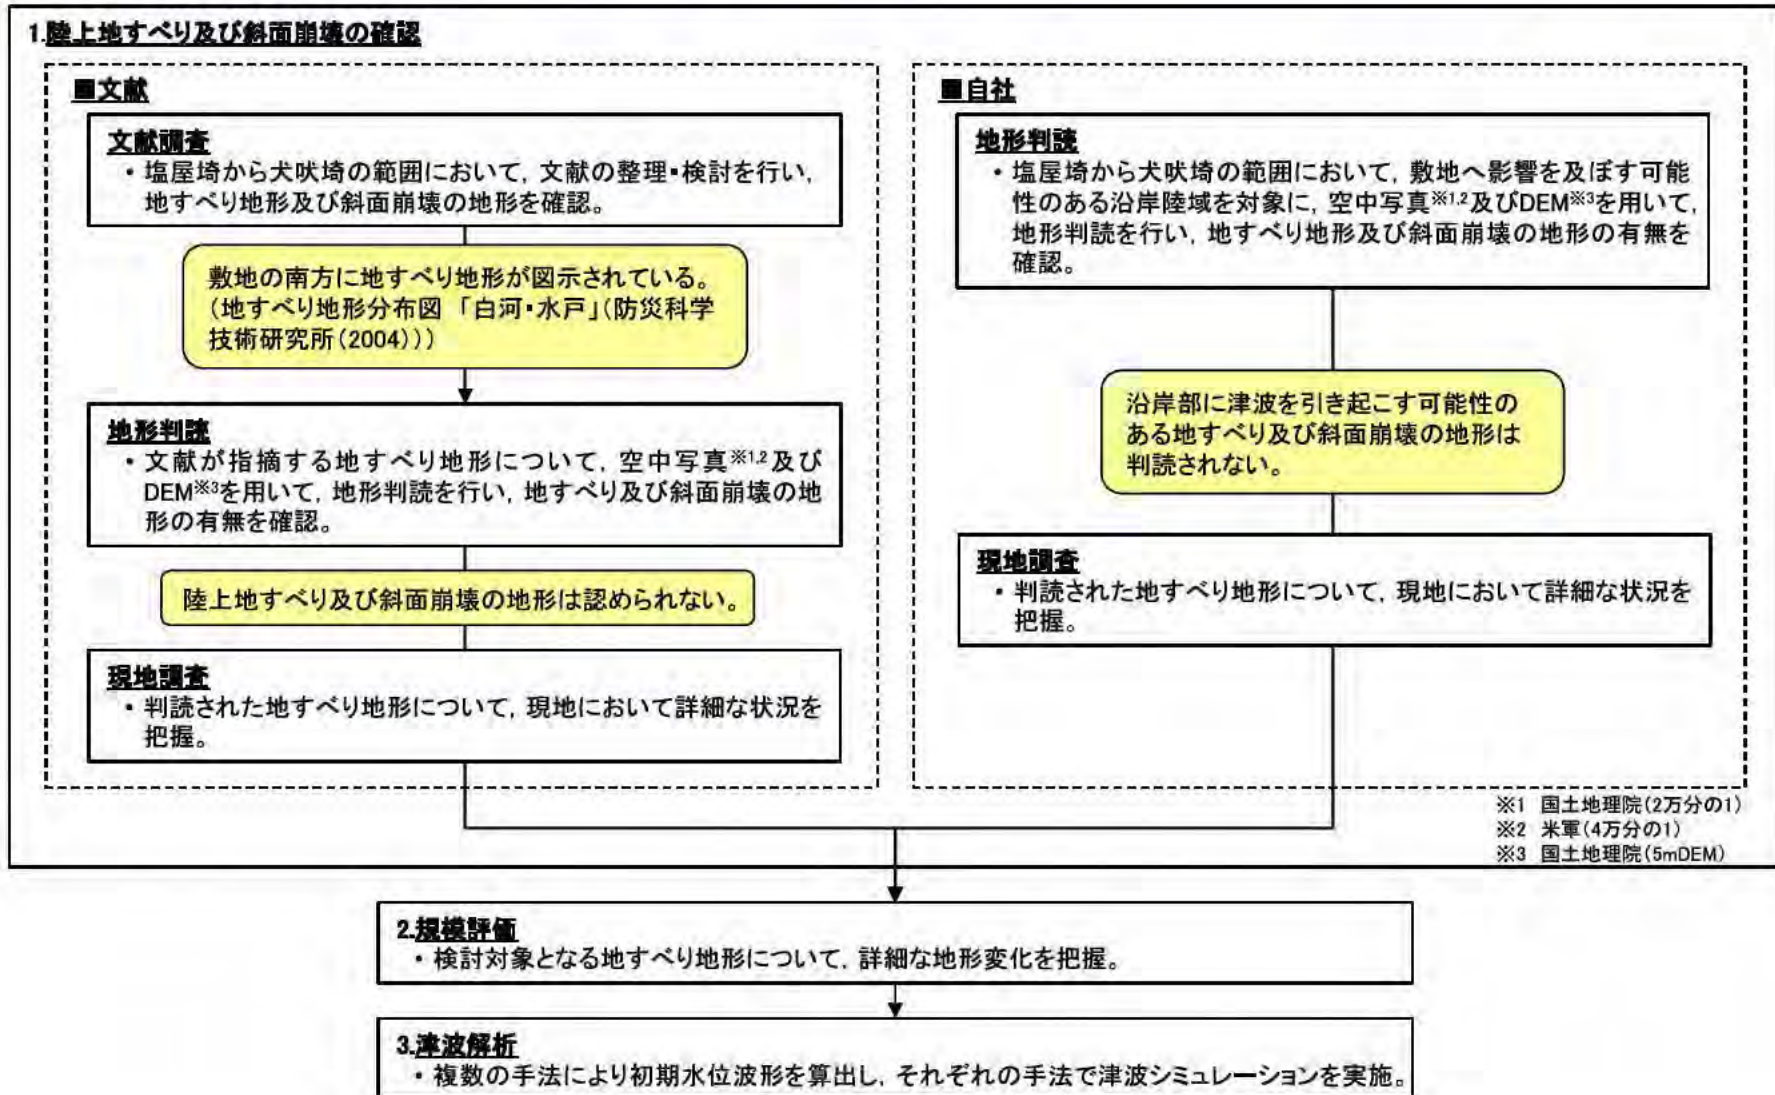 1.陸上地すべり及び斜面崩壊の確認
■文献
文献調査
・塩屋埼から犬吠埼の範囲において，文献の整理・検討を行い，
地すべり地形及び斜面崩壊の地形を確認。
敷地の南方に地すべり地形が図示されている。
（地すべり地形分布図 「白河・水戸」（防災科学
技術研究所（2004）））
地形判読
・文献が指摘する地すべり地形について，空中写真※1,2及び
DEM※3を用いて，地形判読を行い，地すべり及び斜面崩壊の地
形の有無を確認。
陸上地すべり及び斜面崩壊の地形は認められない。
現地調査
・判読された地すべり地形について，現地において詳細な状況を
把握。
■自社
地形判読
・塩屋埼から犬吠埼の範囲において，敷地へ影響を及ぼす可能
性のある沿岸陸域を対象に，空中写真※1,2及びDEM※3を用いて，
地形判読を行い，地すべり地形及び斜面崩壊の地形の有無を
確認。
沿岸部に津波を引き起こす可能性の
ある地すべり及び斜面崩壊の地形は
判読されない。
現地調査
・判読された地すべり地形について，現地において詳細な状況を
把握。
※1 国土地理院（2万分の1）
※2 米軍（4万分の1）
※3 国土地理院（5mDEM）
2.規模評価
・検討対象となる地すべり地形について，詳細な地形変化を把握。
3.津波解析
・複数の手法により初期水位波形を算出し，それぞれの手法で津波シミュレーションを実施。